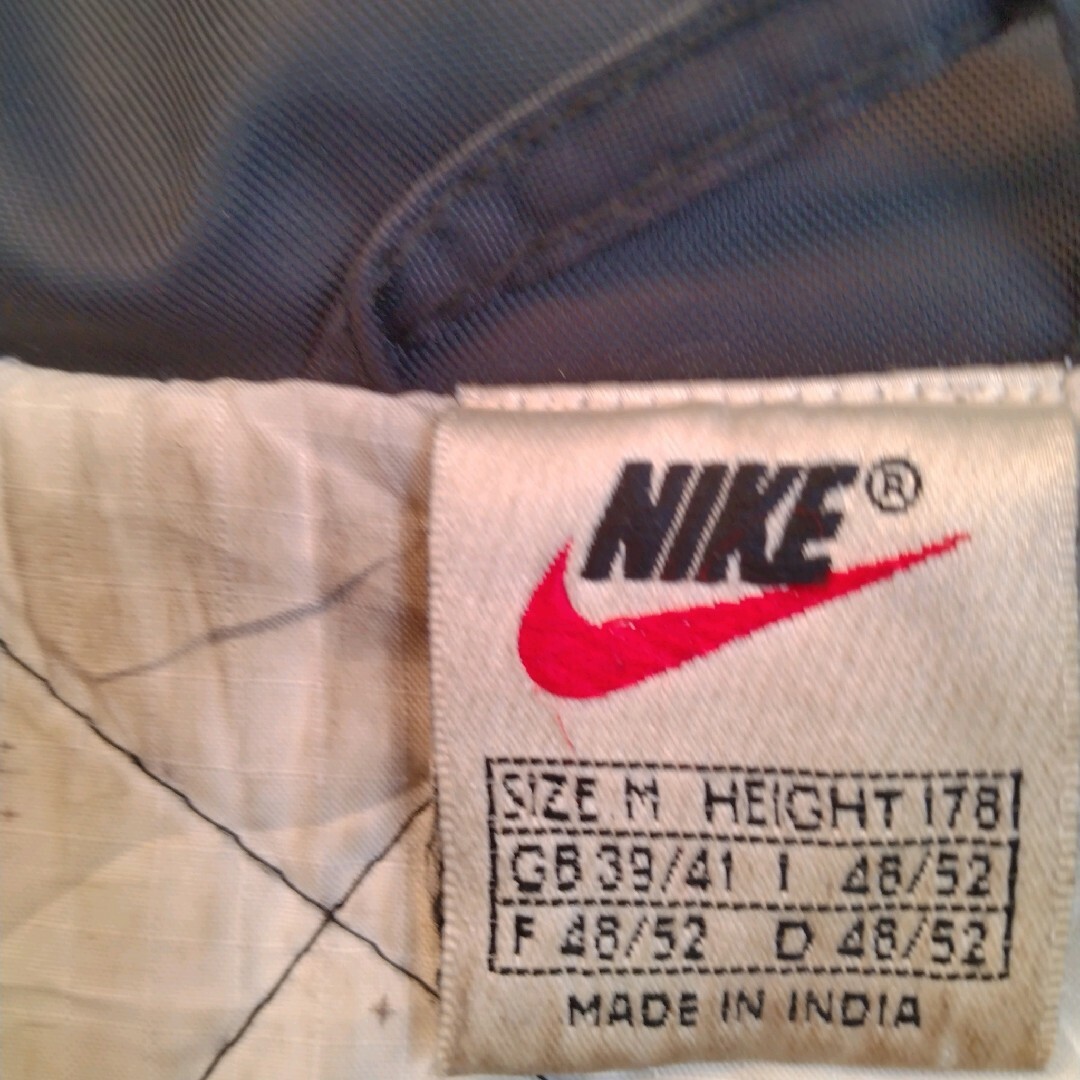 NIKE®
SIZE M HEIGHT 178
GB 39/41 I 48/52
F 48/52 D 48/52
MADE IN INDIA